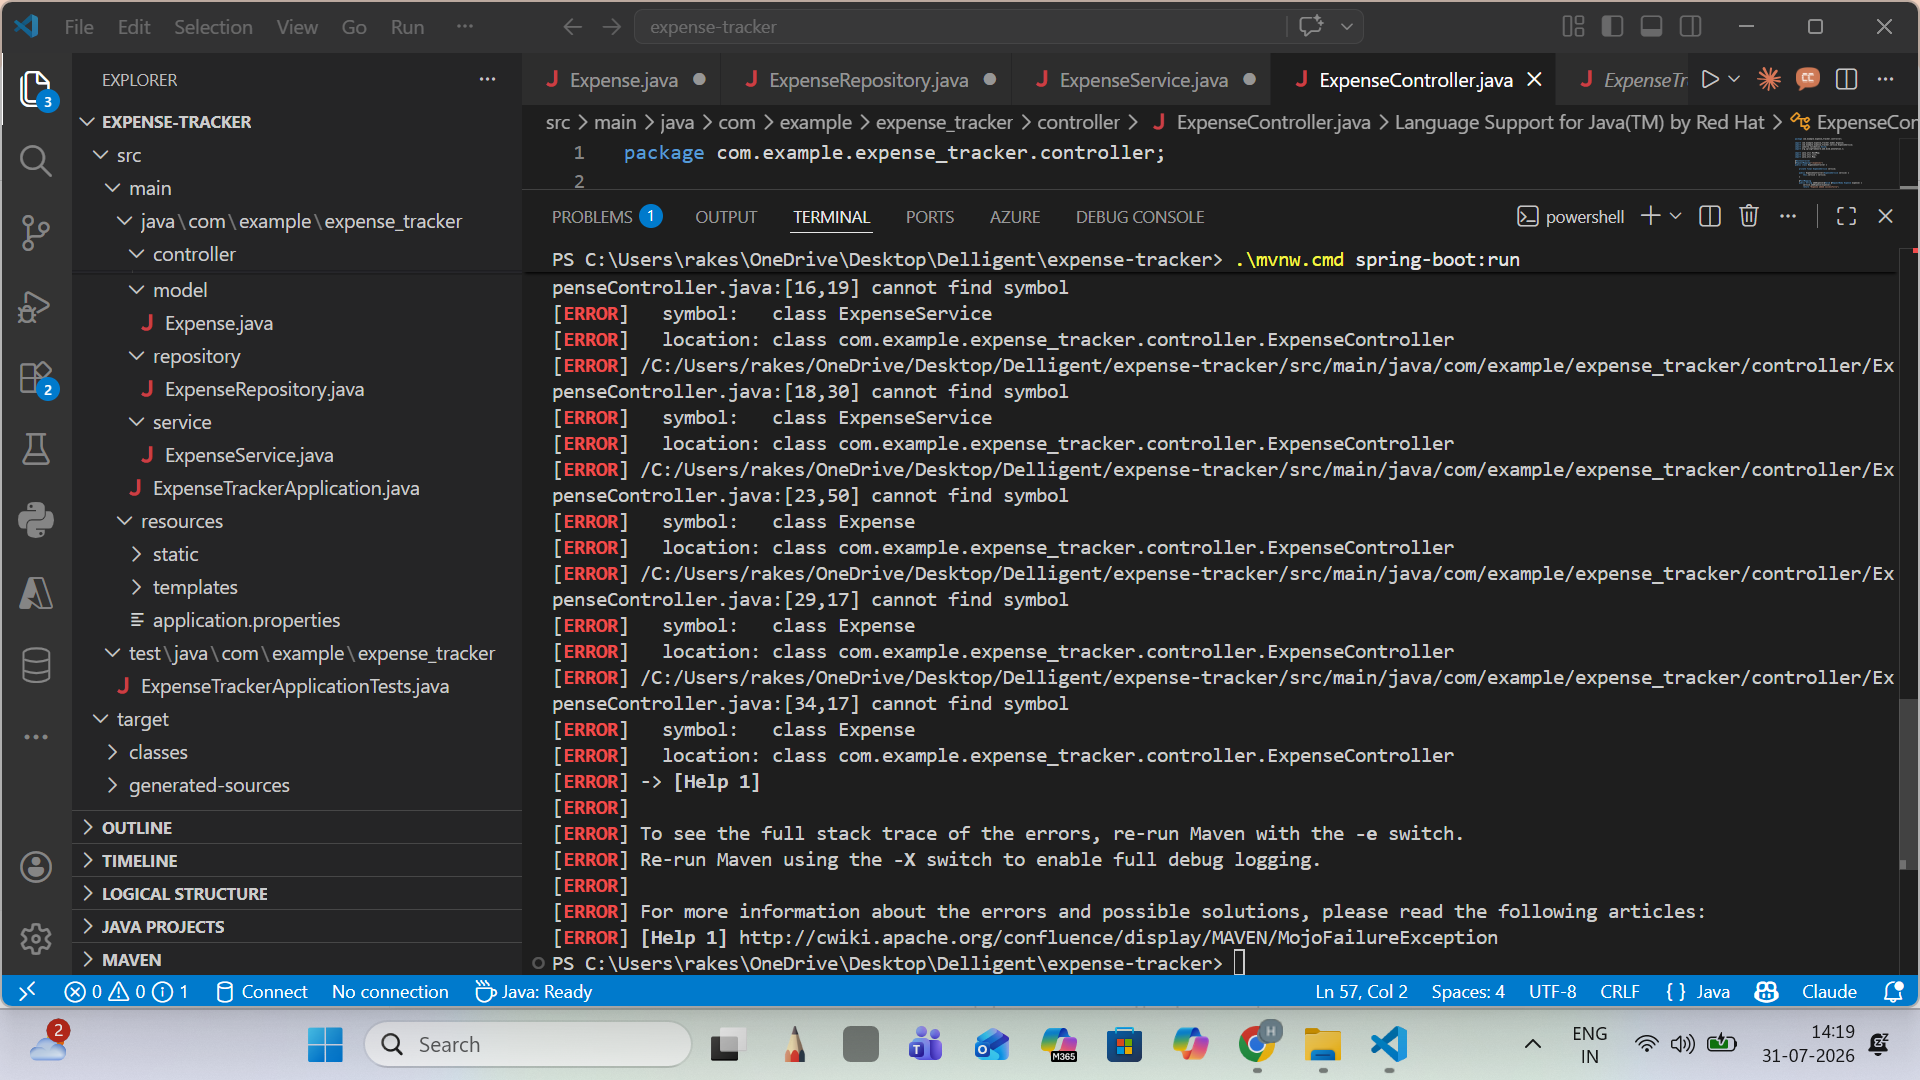 File Edit Selection View Go Run ···
expense-tracker
EXPLORER
3
EXPENSE-TRACKER
src
main
java\com\example\expense_tracker
controller
model
Expense.java
repository
ExpenseRepository.java
service
ExpenseService.java
ExpenseTrackerApplication.java
resources
static
templates
application.properties
test\java\com\example\expense_tracker
ExpenseTrackerApplicationTests.java
target
classes
generated-sources
OUTLINE
TIMELINE
LOGICAL STRUCTURE
JAVA PROJECTS
MAVEN
2
Expense.java ExpenseRepository.java ExpenseService.java ExpenseController.java ExpenseTr
CC
src > main > java > com > example > expense_tracker > controller > ExpenseController.java > Language Support for Java(TM) by Red Hat > ExpenseCon
1 package com.example.expense_tracker.controller;
2
PROBLEMS 1 OUTPUT TERMINAL PORTS AZURE DEBUG CONSOLE powershell
PS C:\Users\rakes\OneDrive\Desktop\Delligent\expense-tracker> .\mvnw.cmd spring-boot:run
penseController.java:[16,19] cannot find symbol
[ERROR]   symbol:   class ExpenseService
[ERROR]   location: class com.example.expense_tracker.controller.ExpenseController
[ERROR] /C:/Users/rakes/OneDrive/Desktop/Delligent/expense-tracker/src/main/java/com/example/expense_tracker/controller/Ex
penseController.java:[18,30] cannot find symbol
[ERROR]   symbol:   class ExpenseService
[ERROR]   location: class com.example.expense_tracker.controller.ExpenseController
[ERROR] /C:/Users/rakes/OneDrive/Desktop/Delligent/expense-tracker/src/main/java/com/example/expense_tracker/controller/Ex
penseController.java:[23,50] cannot find symbol
[ERROR]   symbol:   class Expense
[ERROR]   location: class com.example.expense_tracker.controller.ExpenseController
[ERROR] /C:/Users/rakes/OneDrive/Desktop/Delligent/expense-tracker/src/main/java/com/example/expense_tracker/controller/Ex
penseController.java:[29,17] cannot find symbol
[ERROR]   symbol:   class Expense
[ERROR]   location: class com.example.expense_tracker.controller.ExpenseController
[ERROR] /C:/Users/rakes/OneDrive/Desktop/Delligent/expense-tracker/src/main/java/com/example/expense_tracker/controller/Ex
penseController.java:[34,17] cannot find symbol
[ERROR]   symbol:   class Expense
[ERROR]   location: class com.example.expense_tracker.controller.ExpenseController
[ERROR] -> [Help 1]
[ERROR]
[ERROR] To see the full stack trace of the errors, re-run Maven with the -e switch.
[ERROR] Re-run Maven using the -X switch to enable full debug logging.
[ERROR]
[ERROR] For more information about the errors and possible solutions, please read the following articles:
[ERROR] [Help 1] http://cwiki.apache.org/confluence/display/MAVEN/MojoFailureException
PS C:\Users\rakes\OneDrive\Desktop\Delligent\expense-tracker>
0 0 1 Connect No connection Java: Ready Ln 57, Col 2 Spaces: 4 UTF-8 CRLF { } Java Claude
2
Search
T
O
M365
H
ENG
IN
14:19
31-07-2026